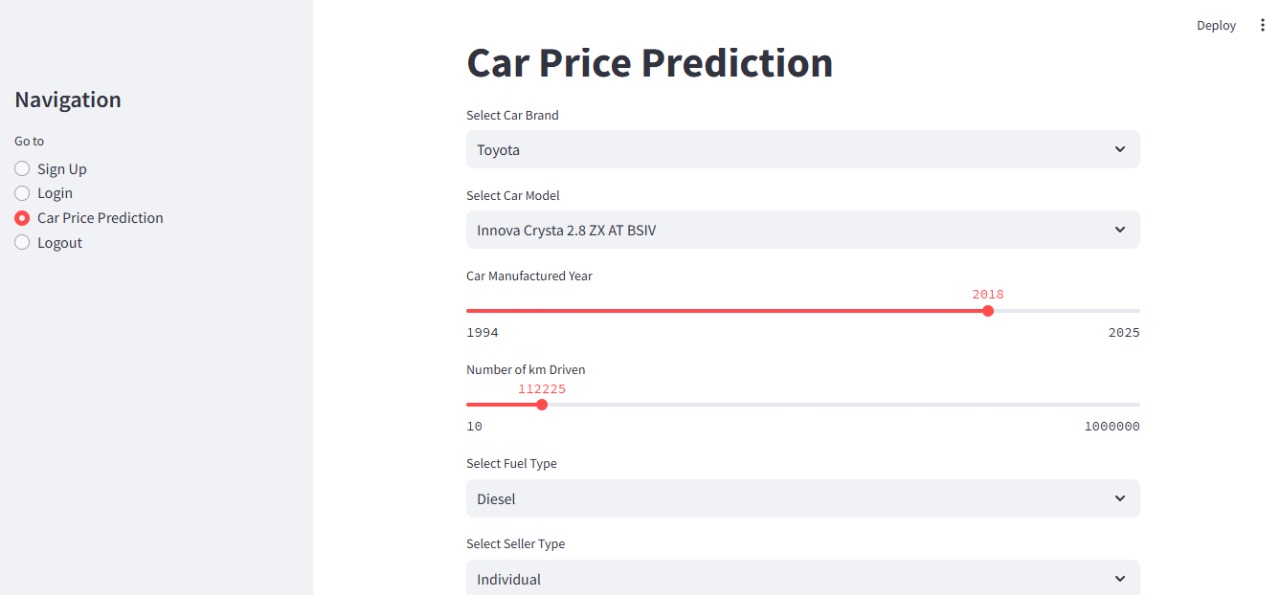 Deploy
Navigation
Go to
Sign Up
Login
Car Price Prediction
Logout
Car Price Prediction
Select Car Brand
Toyota
Select Car Model
Innova Crysta 2.8 ZX AT BSIV
Car Manufactured Year
2018
1994 2025
Number of km Driven
112225
10 1000000
Select Fuel Type
Diesel
Select Seller Type
Individual